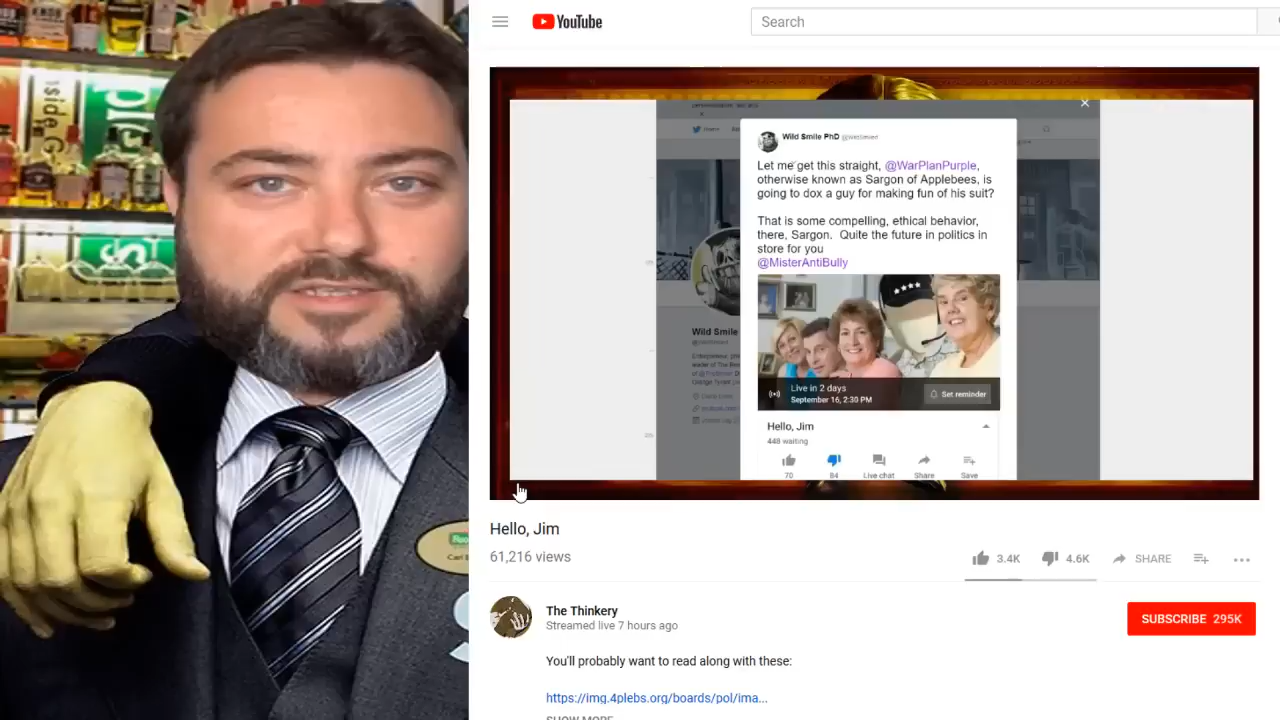 YouTube
Search
Wild Smile PhD
Let me get this straight, @WarPlanPurple,
otherwise known as Sargon of Applebees, is
going to dox a guy for making fun of his suit?
That is some compelling, ethical behavior,
there, Sargon. Quite the future in politics in
store for you
@MisterAntiBully
Wild Smile
Live in 2 days
September 16, 2:30 PM
Set reminder
Hello, Jim
448 waiting
70
84
Live chat
Share
Save
Hello, Jim
61,216 views
3.4K
4.6K
SHARE
The Thinkery
Streamed live 7 hours ago
SUBSCRIBE 295K
You'll probably want to read along with these:
https://img.4plebs.org/boards/pol/ima...
SHOW MORE